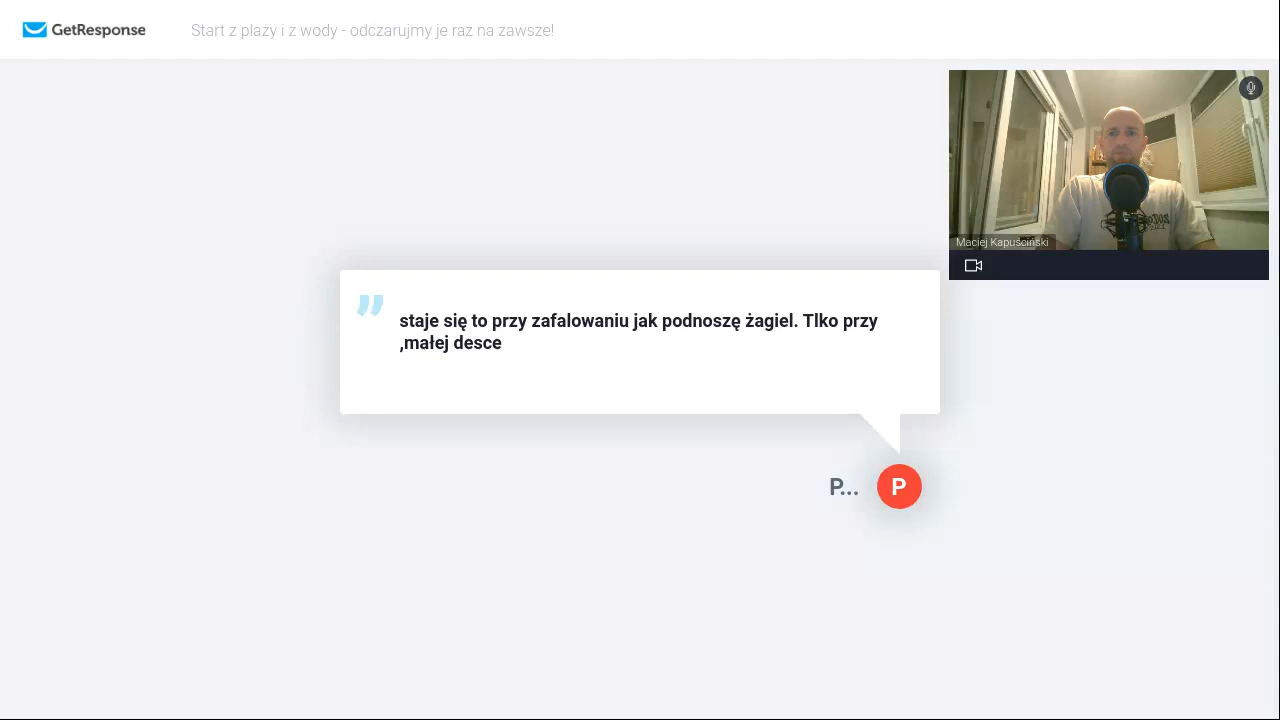 GetResponse
Start z plaży i z wody - odczarujmy je raz na zawsze!
Maciej Kapuściński
staje się to przy zafalowaniu jak podnoszę żagiel. Tlko przy
,małej desce
P...
P